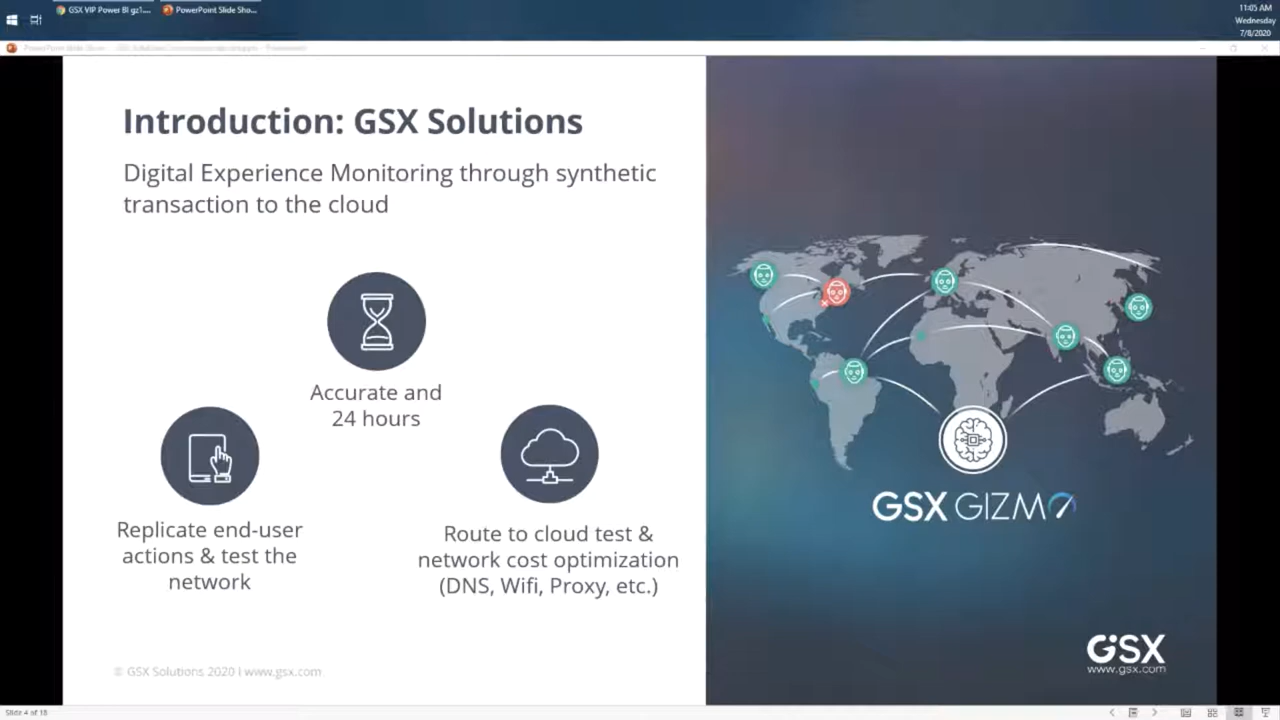 GSX VIP Power BI gz1....
PowerPoint Slide Sho...
11:05 AM
Wednesday
7/8/2020
Introduction: GSX Solutions
Digital Experience Monitoring through synthetic
transaction to the cloud
Accurate and
24 hours
Replicate end-user
actions & test the
network
Route to cloud test &
network cost optimization
(DNS, Wifi, Proxy, etc.)
GSX GIZMO
GSX
www.gsx.com
© GSX Solutions 2020 I www.gsx.com
Slide 4 of 18